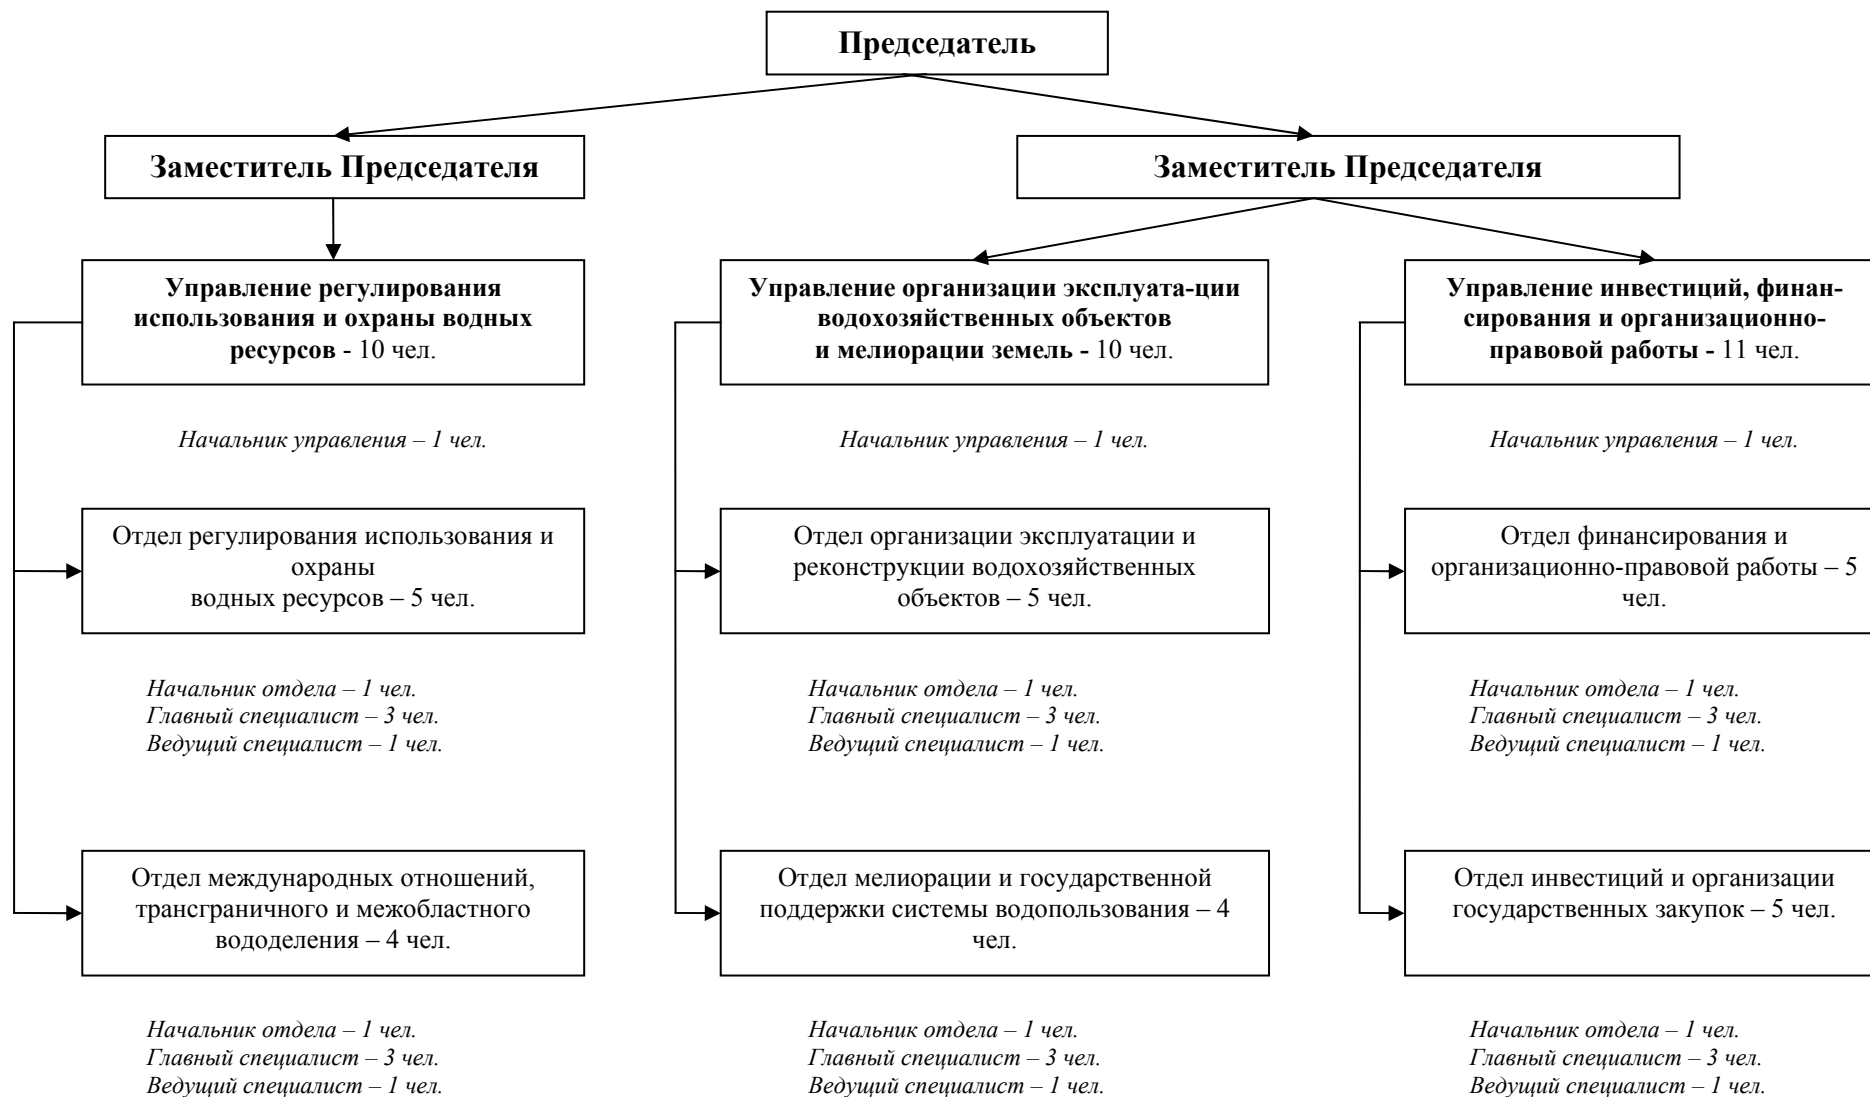 Председатель
Заместитель Председателя
Заместитель Председателя
Управление регулирования
использования и охраны водных
ресурсов - 10 чел.
Управление организации эксплуата-ции
водохозяйственных объектов
и мелиорации земель - 10 чел.
Управление инвестиций, финан-
сирования и организационно-
правовой работы - 11 чел.
Начальник управления – 1 чел.
Начальник управления – 1 чел.
Начальник управления – 1 чел.
Отдел регулирования использования и
охраны
водных ресурсов – 5 чел.
Отдел организации эксплуатации и
реконструкции водохозяйственных
объектов – 5 чел.
Отдел финансирования и
организационно-правовой работы – 5
чел.
Начальник отдела – 1 чел.
Главный специалист – 3 чел.
Ведущий специалист – 1 чел.
Начальник отдела – 1 чел.
Главный специалист – 3 чел.
Ведущий специалист – 1 чел.
Начальник отдела – 1 чел.
Главный специалист – 3 чел.
Ведущий специалист – 1 чел.
Отдел международных отношений,
трансграничного и межобластного
вододеления – 4 чел.
Отдел мелиорации и государственной
поддержки системы водопользования – 4
чел.
Отдел инвестиций и организации
государственных закупок – 5 чел.
Начальник отдела – 1 чел.
Главный специалист – 3 чел.
Ведущий специалист – 1 чел.
Начальник отдела – 1 чел.
Главный специалист – 3 чел.
Ведущий специалист – 1 чел.
Начальник отдела – 1 чел.
Главный специалист – 3 чел.
Ведущий специалист – 1 чел.